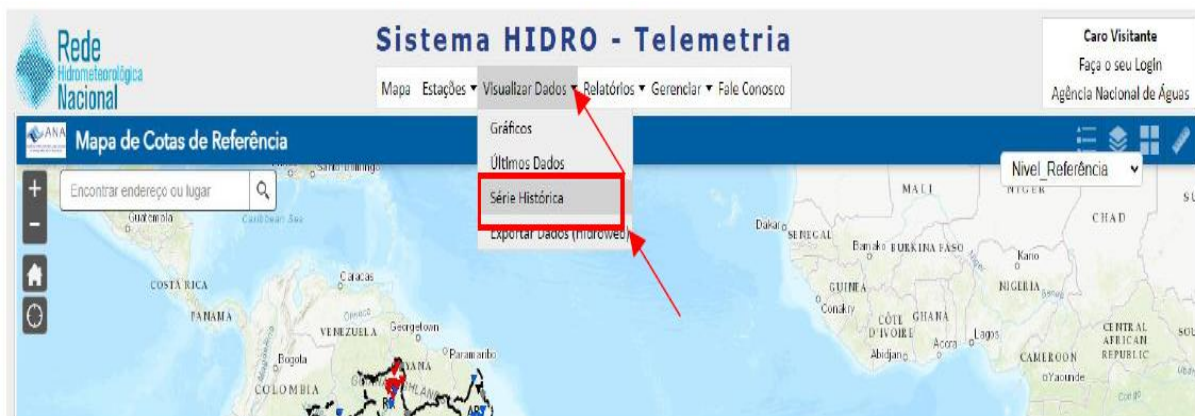 Rede
Hidrometeorológica
Nacional
Sistema HIDRO - Telemetria
Mapa Estações Visualizar Dados Relatórios Gerenciar Fale Conosco
Caro Visitante
Faça o seu Login
Agência Nacional de Águas
ANA
Mapa de Cotas de Referência
Gráficos
Últimos Dados
Série Histórica
Exportar Dados (Hidroweb)
Nivel_Referência
+
Encontrar endereço ou lugar
-
Guatemala
Caribbean Sea
COSTA RICA
PANAMA
Caracas
VENEZUELA
Georgetown
Paramaribo
Bogota
COLOMBIA
MALI
NIGER
CHAD
Dakar
SENEGAL
Bamako
BURKINA FASO
Kano
GUINEA
NIGERIA
Conakry
CÔTE
D'IVOIRE
GHANA
Lagos
Accra
Abidjan
CENTRAL
AFRICAN
REPUBLIC
CAMEROON
Yaounde
Congo